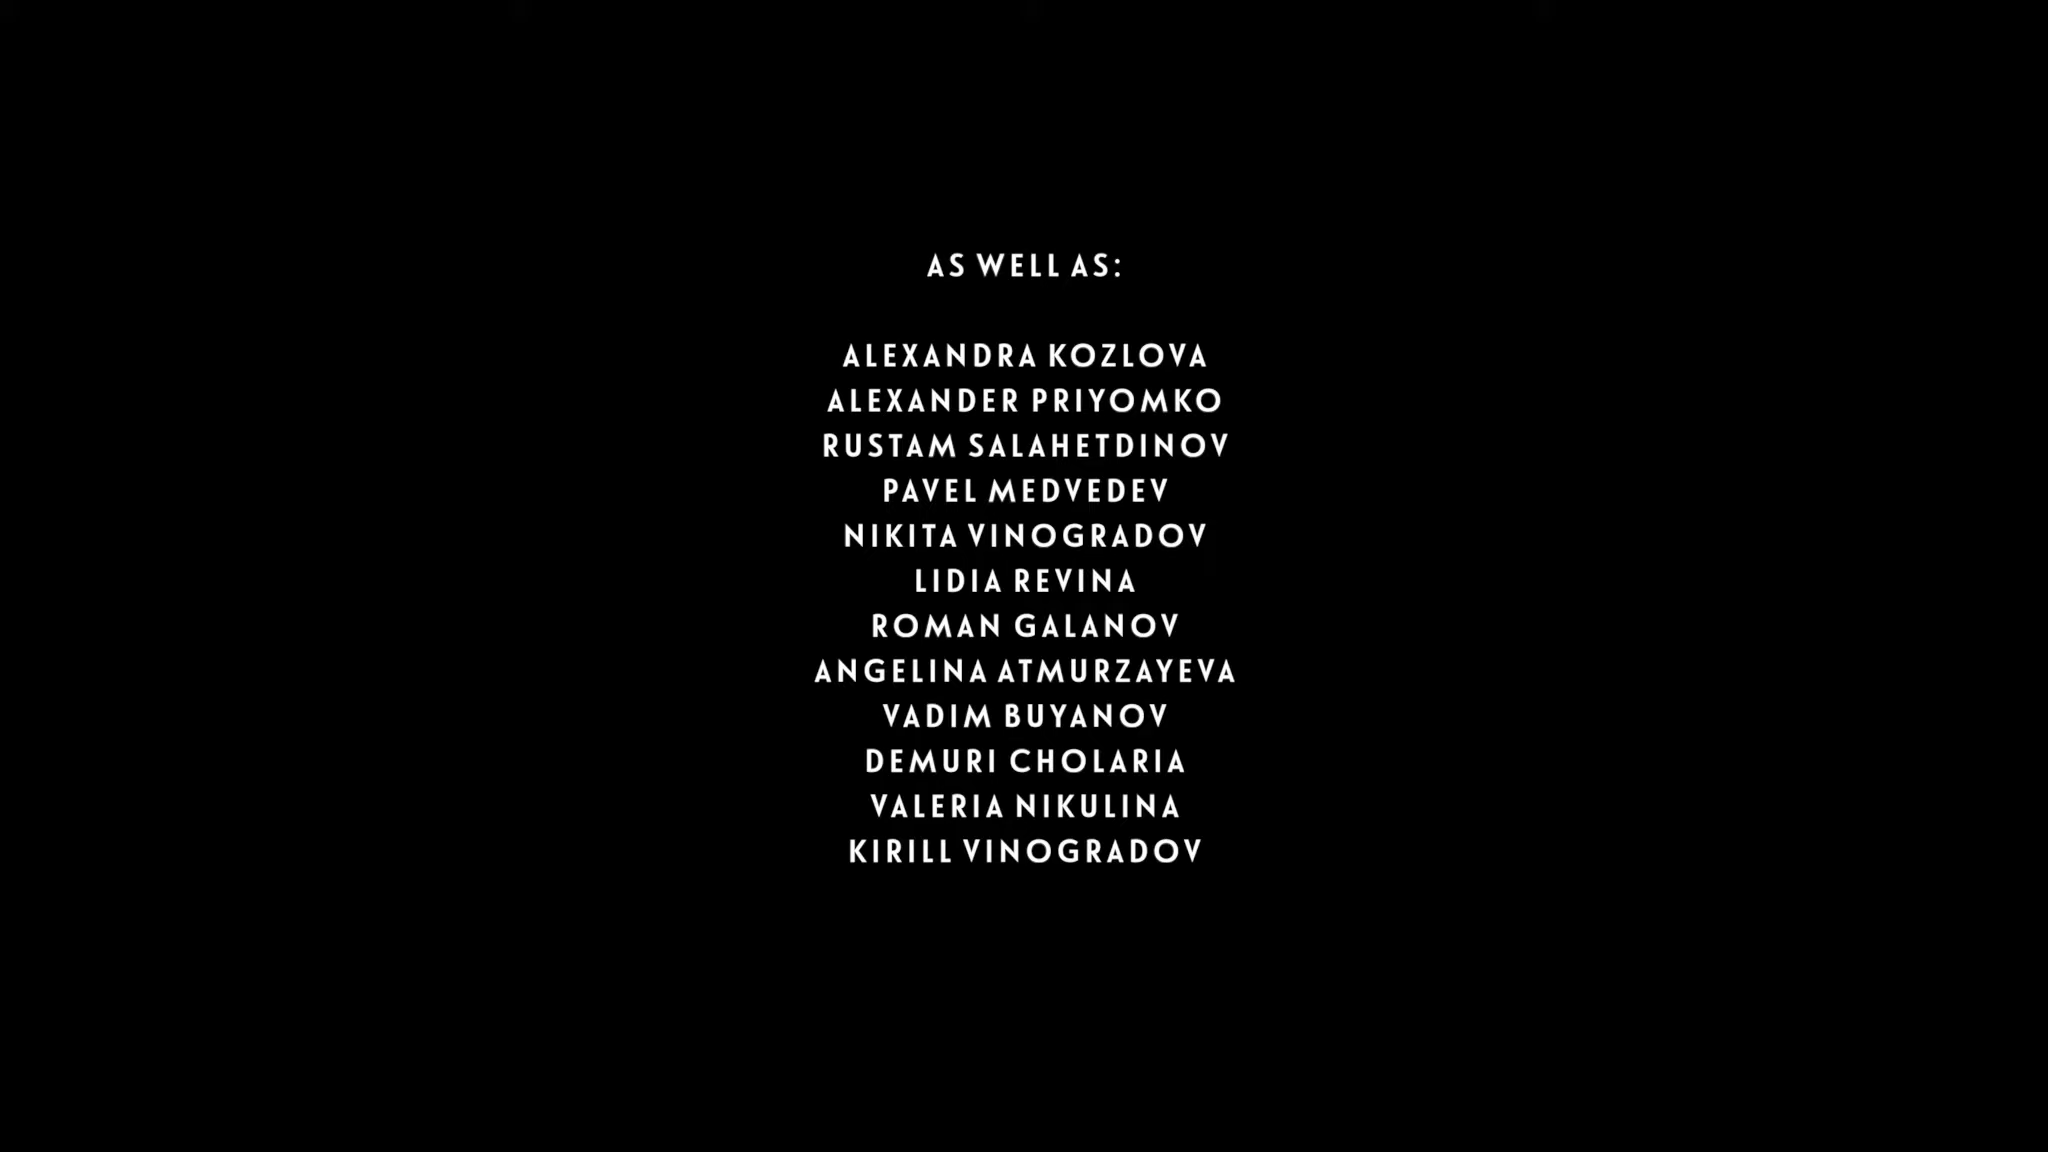 AS WELL AS:
ALEXANDRA KOZLOVA
ALEXANDER PRIYOMKO
RUSTAM SALAHETDINOV
PAVEL MEDVEDEV
NIKITA VINOGRADOV
LIDIA REVINA
ROMAN GALANOV
ANGELINA ATMURZAYEVA
VADIM BUYANOV
DEMURI CHOLARIA
VALERIA NIKULINA
KIRILL VINOGRADOV